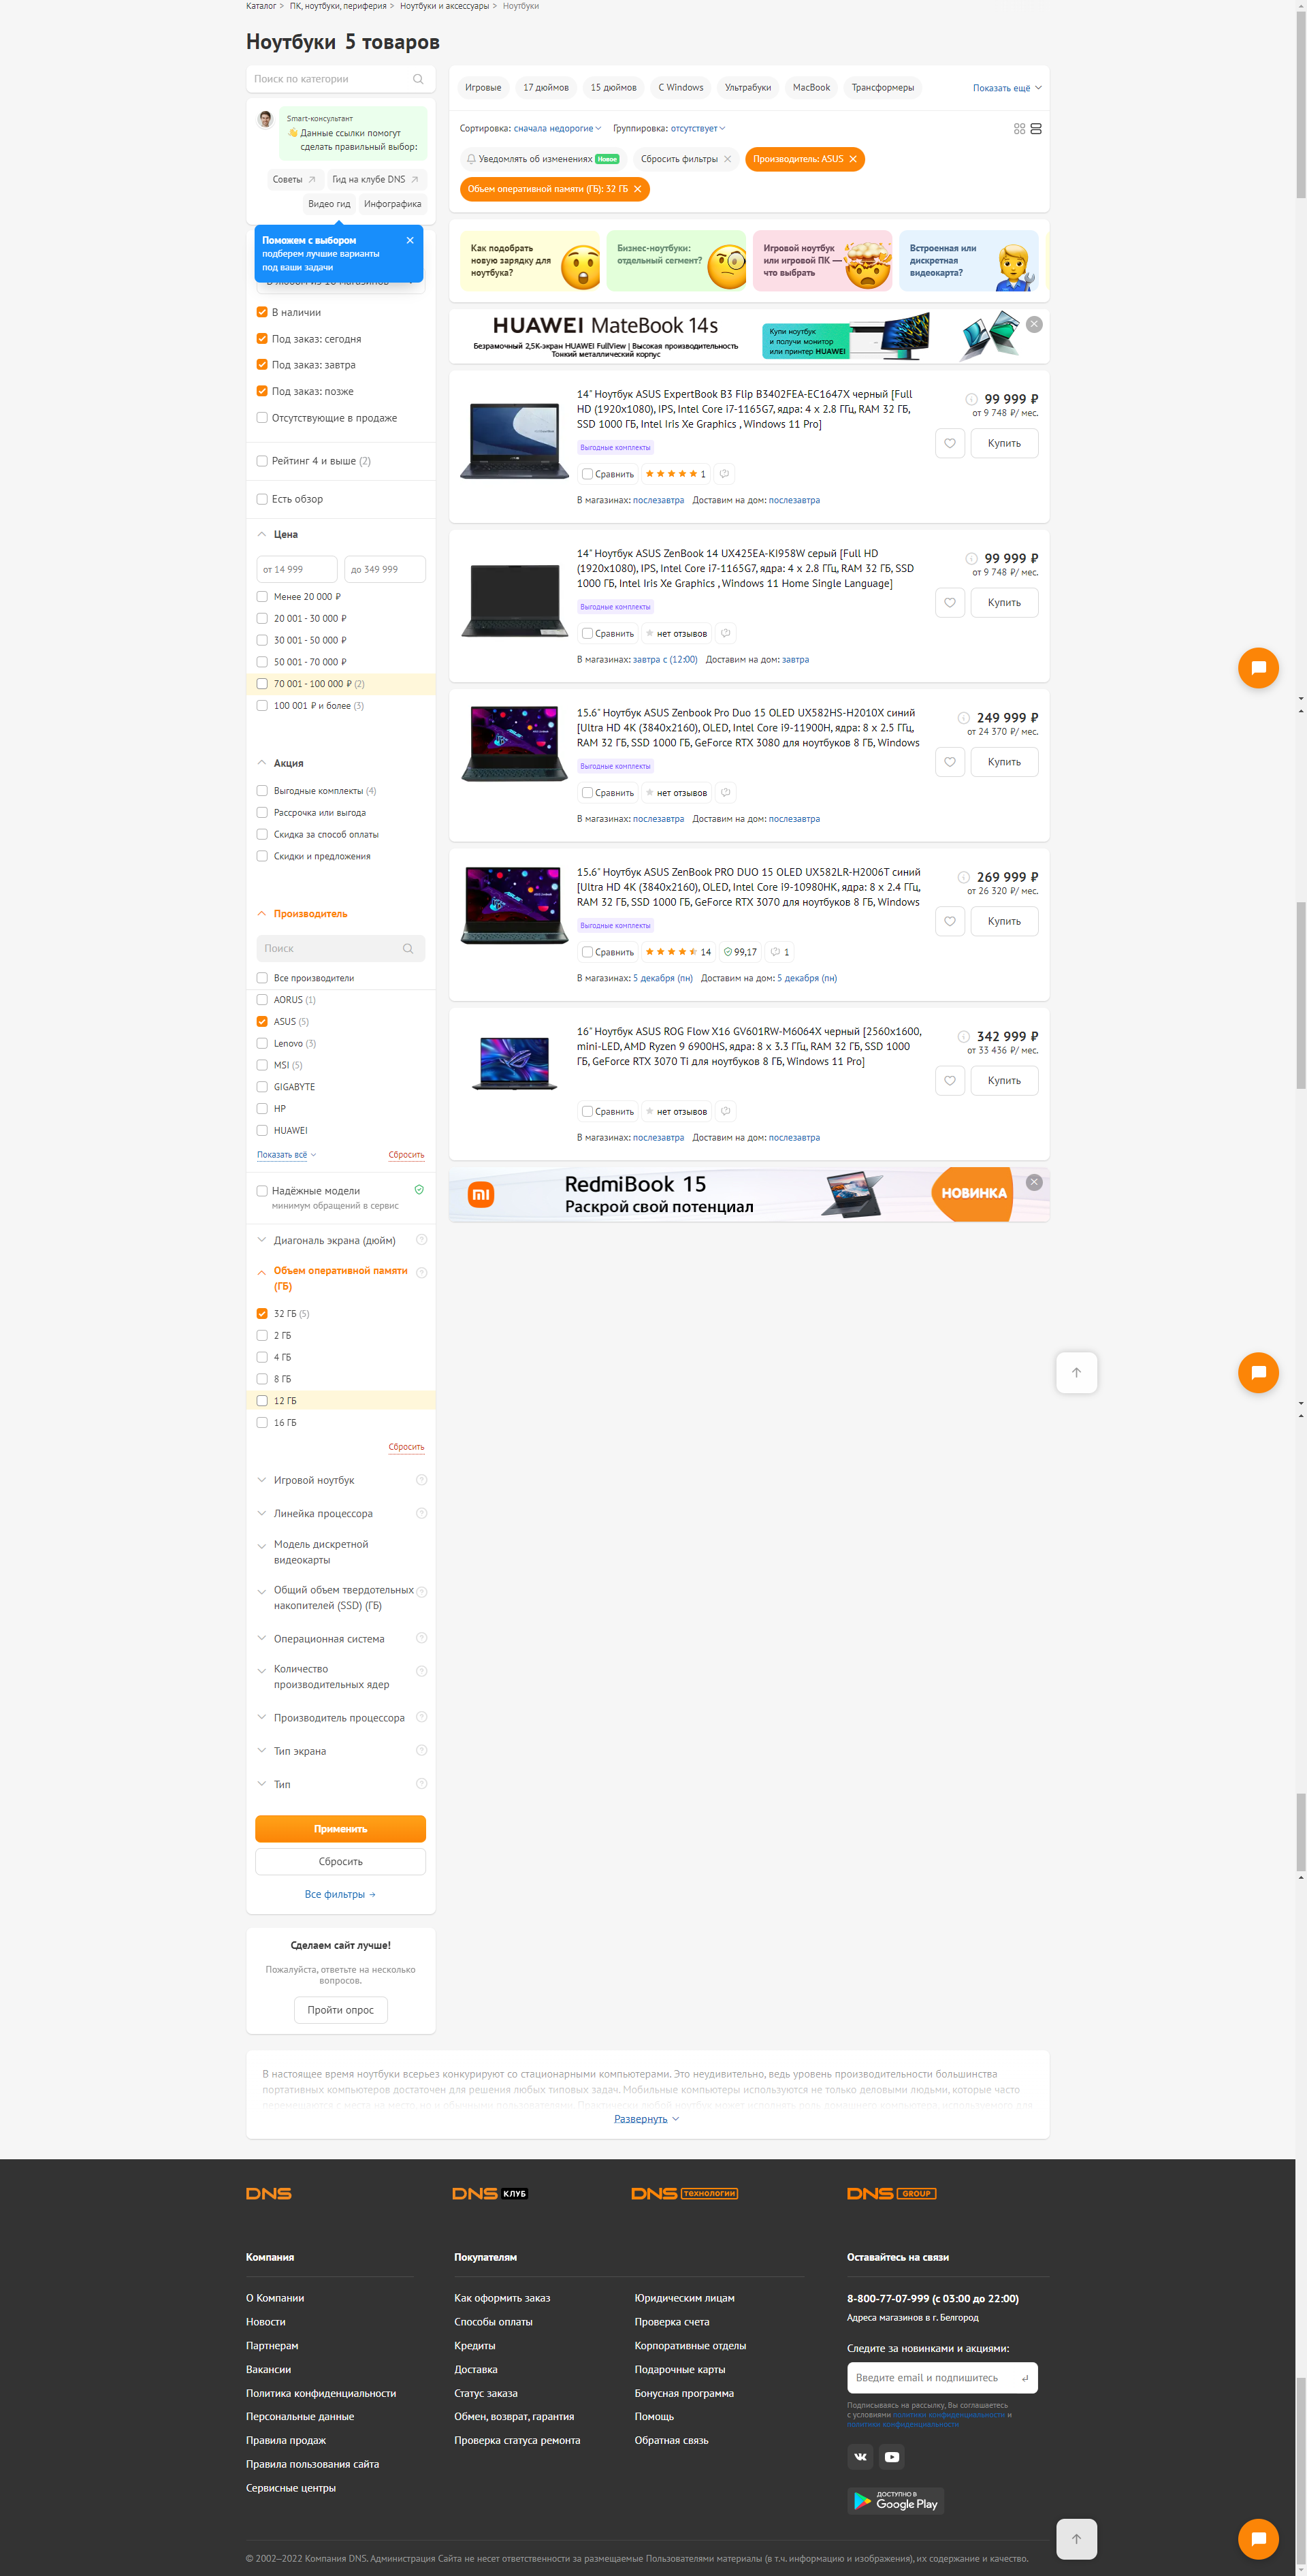 Каталог > ПК, ноутбуки, периферия > Ноутбуки и аксессуары > Ноутбуки
Ноутбуки 5 товаров
Поиск по категории
Smart-консультант
Данные ссылки помогут
сделать правильный выбор:
Советы
Гид на клубе DNS
Видео гид
Инфографика
Поможем с выбором
подберем лучшие варианты
под ваши задачи
В наличии
Под заказ: сегодня
Под заказ: завтра
Под заказ: позже
Отсутствующие в продаже
Рейтинг 4 и выше (2)
Есть обзор
Цена
от 14 999
до 349 999
Менее 20 000 ₽
20 001 - 30 000 ₽
30 001 - 50 000 ₽
50 001 - 70 000 ₽
70 001 - 100 000 ₽ (2)
100 001 ₽ и более (3)
Акция
Выгодные комплекты (4)
Рассрочка или выгода
Скидка за способ оплаты
Скидки и предложения
Производитель
Поиск
Все производители
AORUS (1)
ASUS (5)
Lenovo (3)
MSI (5)
GIGABYTE
HP
HUAWEI
Показать всё
Сбросить
Надёжные модели
минимум обращений в сервис
Диагональ экрана (дюйм)
Объем оперативной памяти
(ГБ)
32 ГБ (5)
2 ГБ
4 ГБ
8 ГБ
12 ГБ
16 ГБ
Сбросить
Игровой ноутбук
Линейка процессора
Модель дискретной
видеокарты
Общий объем твердотельных
накопителей (SSD) (ГБ)
Операционная система
Количество
производительных ядер
Производитель процессора
Тип экрана
Тип
Применить
Сбросить
Все фильтры →
Сделаем сайт лучше!
Пожалуйста, ответьте на несколько
вопросов.
Пройти опрос
Игровые
17 дюймов
15 дюймов
С Windows
Ультрабуки
MacBook
Трансформеры
Показать ещё
Сортировка: сначала недорогие
Группировка: отсутствует
Уведомлять об изменениях Новое
Сбросить фильтры
Производитель: ASUS
Объем оперативной памяти (ГБ): 32 ГБ
Как подобрать
новую зарядку для
ноутбука?
Бизнес-ноутбуки:
отдельный сегмент?
Игровой ноутбук
или игровой ПК —
что выбрать
Встроенная или
дискретная
видеокарта?
HUAWEI MateBook 14s
Безрамочный 2,5K-экран HUAWEI FullView | Высокая производительность
Тонкий металлический корпус
Купи ноутбук
и получи монитор
или принтер HUAWEI
14" Ноутбук ASUS ExpertBook B3 Flip B3402FEA-EC1647X черный [Full
HD (1920x1080), IPS, Intel Core i7-1165G7, ядра: 4 х 2.8 ГГц, RAM 32 ГБ,
SSD 1000 ГБ, Intel Iris Xe Graphics , Windows 11 Pro]
Выгодные комплекты
Сравнить
1
В магазинах: послезавтра Доставим на дом: послезавтра
99 999 ₽
от 9 748 ₽/ мес.
Купить
14" Ноутбук ASUS ZenBook 14 UX425EA-KI958W серый [Full HD
(1920x1080), IPS, Intel Core i7-1165G7, ядра: 4 х 2.8 ГГц, RAM 32 ГБ, SSD
1000 ГБ, Intel Iris Xe Graphics , Windows 11 Home Single Language]
Выгодные комплекты
Сравнить
нет отзывов
В магазинах: завтра с (12:00) Доставим на дом: завтра
99 999 ₽
от 9 748 ₽/ мес.
Купить
15.6" Ноутбук ASUS Zenbook Pro Duo 15 OLED UX582HS-H2010X синий
[Ultra HD 4K (3840x2160), OLED, Intel Core i9-11900H, ядра: 8 х 2.5 ГГц,
RAM 32 ГБ, SSD 1000 ГБ, GeForce RTX 3080 для ноутбуков 8 ГБ, Windows
Выгодные комплекты
Сравнить
нет отзывов
В магазинах: послезавтра Доставим на дом: послезавтра
249 999 ₽
от 24 370 ₽/ мес.
Купить
15.6" Ноутбук ASUS ZenBook PRO DUO 15 OLED UX582LR-H2006T синий
[Ultra HD 4K (3840x2160), OLED, Intel Core i9-10980HK, ядра: 8 х 2.4 ГГц,
RAM 32 ГБ, SSD 1000 ГБ, GeForce RTX 3070 для ноутбуков 8 ГБ, Windows
Выгодные комплекты
Сравнить
14
99,17
1
В магазинах: 5 декабря (пн) Доставим на дом: 5 декабря (пн)
269 999 ₽
от 26 320 ₽/ мес.
Купить
16" Ноутбук ASUS ROG Flow X16 GV601RW-M6064X черный [2560x1600,
mini-LED, AMD Ryzen 9 6900HS, ядра: 8 х 3.3 ГГц, RAM 32 ГБ, SSD 1000
ГБ, GeForce RTX 3070 Ti для ноутбуков 8 ГБ, Windows 11 Pro]
Сравнить
нет отзывов
В магазинах: послезавтра Доставим на дом: послезавтра
342 999 ₽
от 33 436 ₽/ мес.
Купить
RedmiBook 15
Раскрой свой потенциал
НОВИНКА
В настоящее время ноутбуки всерьез конкурируют со стационарными компьютерами. Это неудивительно, ведь уровень производительности большинства
портативных компьютеров достаточен для решения любых типовых задач. Мобильные компьютеры используются не только деловыми людьми, которые часто
Развернуть
DNS
DNS КЛУБ
DNS ТЕХНОЛОГИИ
DNS GROUP
Компания
О Компании
Новости
Партнерам
Вакансии
Политика конфиденциальности
Персональные данные
Правила продаж
Правила пользования сайта
Сервисные центры
Покупателям
Как оформить заказ
Способы оплаты
Кредиты
Доставка
Статус заказа
Обмен, возврат, гарантия
Проверка статуса ремонта
Юридическим лицам
Проверка счета
Корпоративные отделы
Подарочные карты
Бонусная программа
Помощь
Обратная связь
Оставайтесь на связи
8-800-77-07-999 (с 03:00 до 22:00)
Адреса магазинов в г. Белгород
Следите за новинками и акциями:
Введите email и подпишитесь
Подписываясь на рассылку, Вы соглашаетесь
с условиями политики конфиденциальности и
политики конфиденциальности
ДОСТУПНО В
Google Play
© 2002–2022 Компания DNS. Администрация Сайта не несет ответственности за размещаемые Пользователями материалы (в т.ч. информацию и изображения), их содержание и качество.